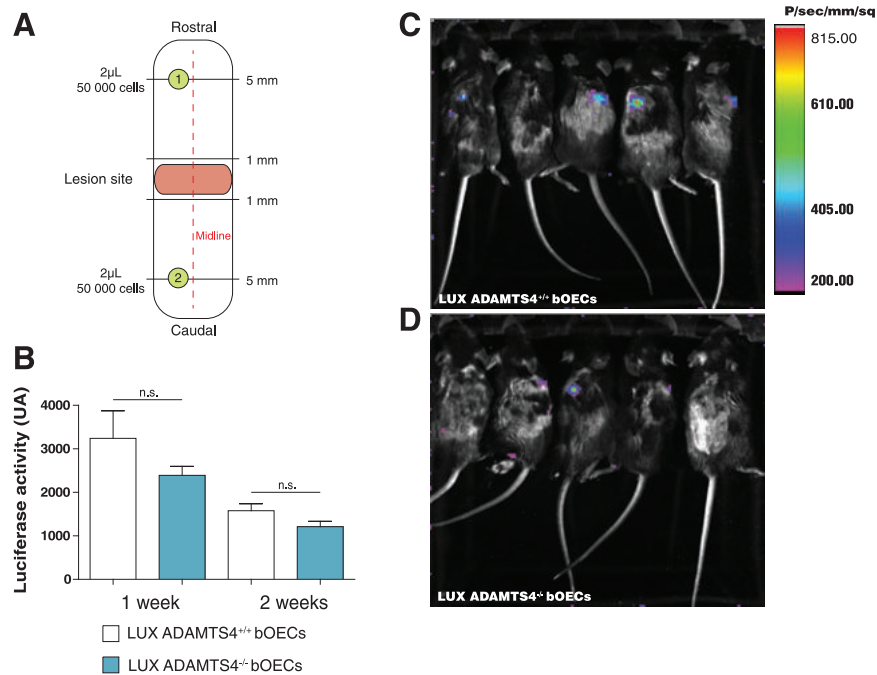 A
Rostral
2µL
50 000 cells
1
5 mm
1 mm
Lesion site
1 mm
Midline
2µL
50 000 cells
2
5 mm
Caudal
B
Luciferase activity (UA)
4000
3000
2000
1000
0
n.s.
n.s.
1 week
2 weeks
LUX ADAMTS4+/+ bOECs
LUX ADAMTS4-/- bOECs
C
LUX ADAMTS4+/+ bOECs
P/sec/mm/sq
815.00
610.00
405.00
200.00
D
LUX ADAMTS4-/- bOECs